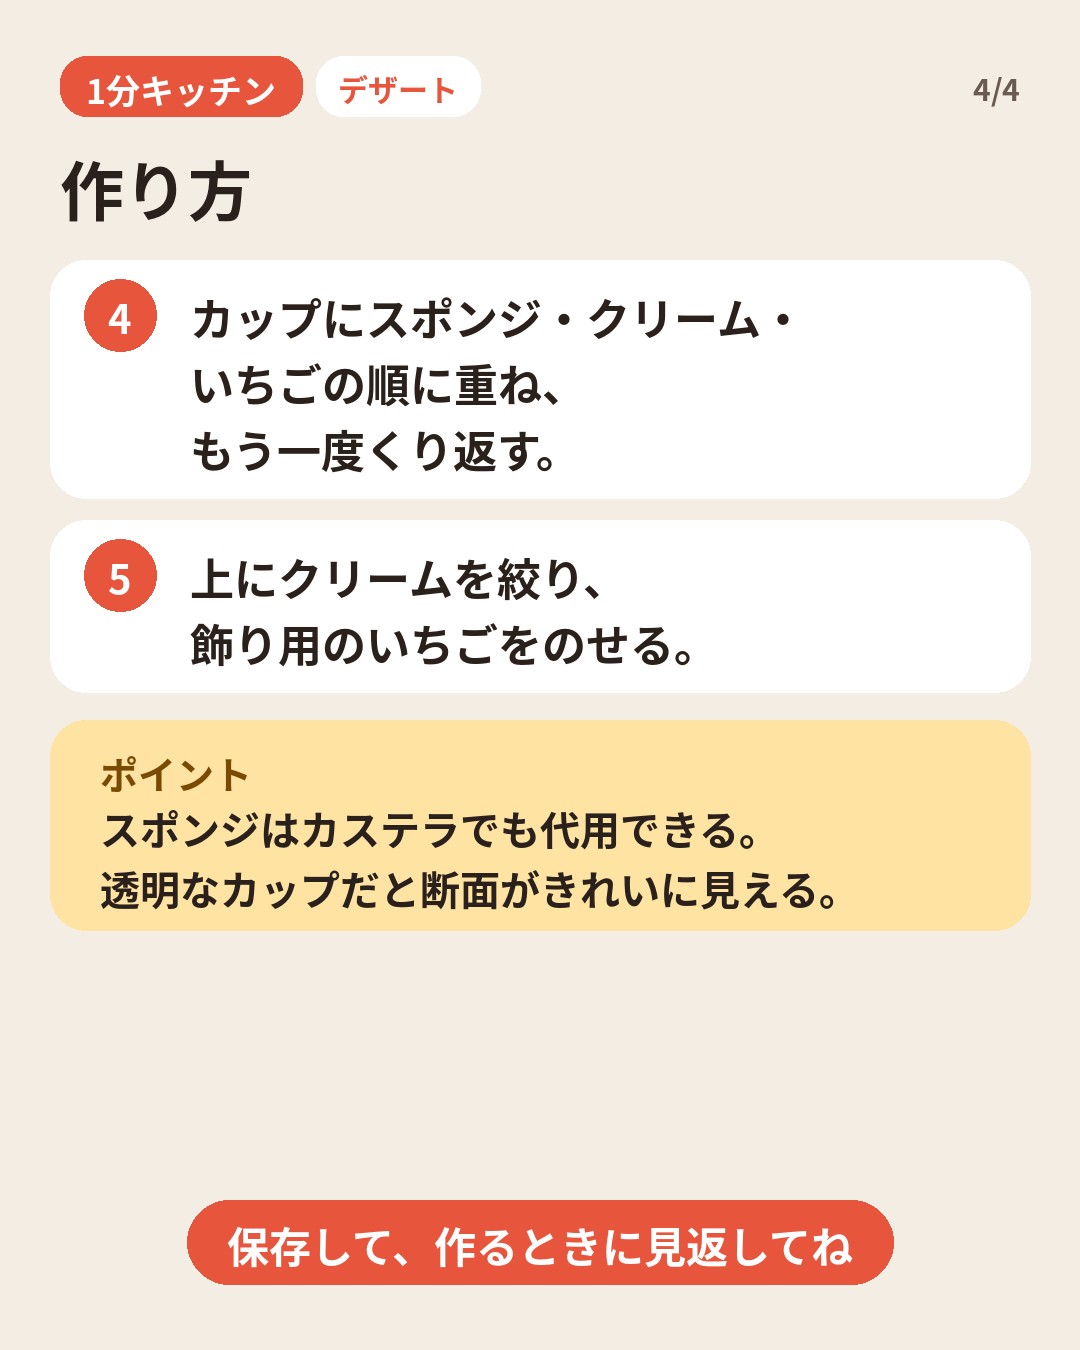 1分キッチン
デザート
4/4
作り方
4
カップにスポンジ・クリーム・
いちごの順に重ね、
もう一度くり返す。
5
上にクリームを絞り、
飾り用のいちごをのせる。
ポイント
スポンジはカステラでも代用できる。
透明なカップだと断面がきれいに見える。
保存して、作るときに見返してね